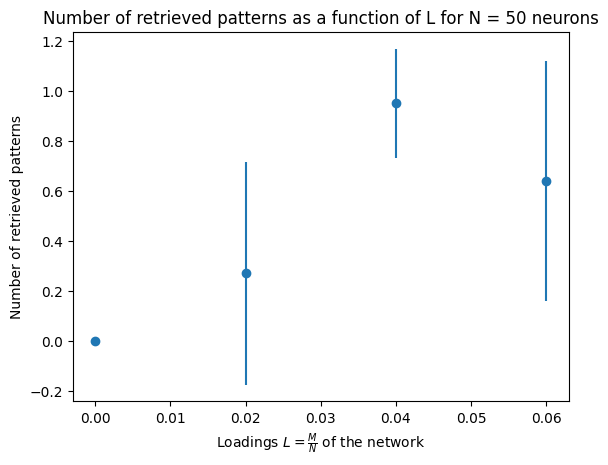 Number of retrieved patterns as a function of L for N = 50 neurons
1.2
1.0
0.8
0.6
0.4
0.2
0.0
−0.2
Number of retrieved patterns
0.00 0.01 0.02 0.03 0.04 0.05 0.06
Loadings L = M/N of the network